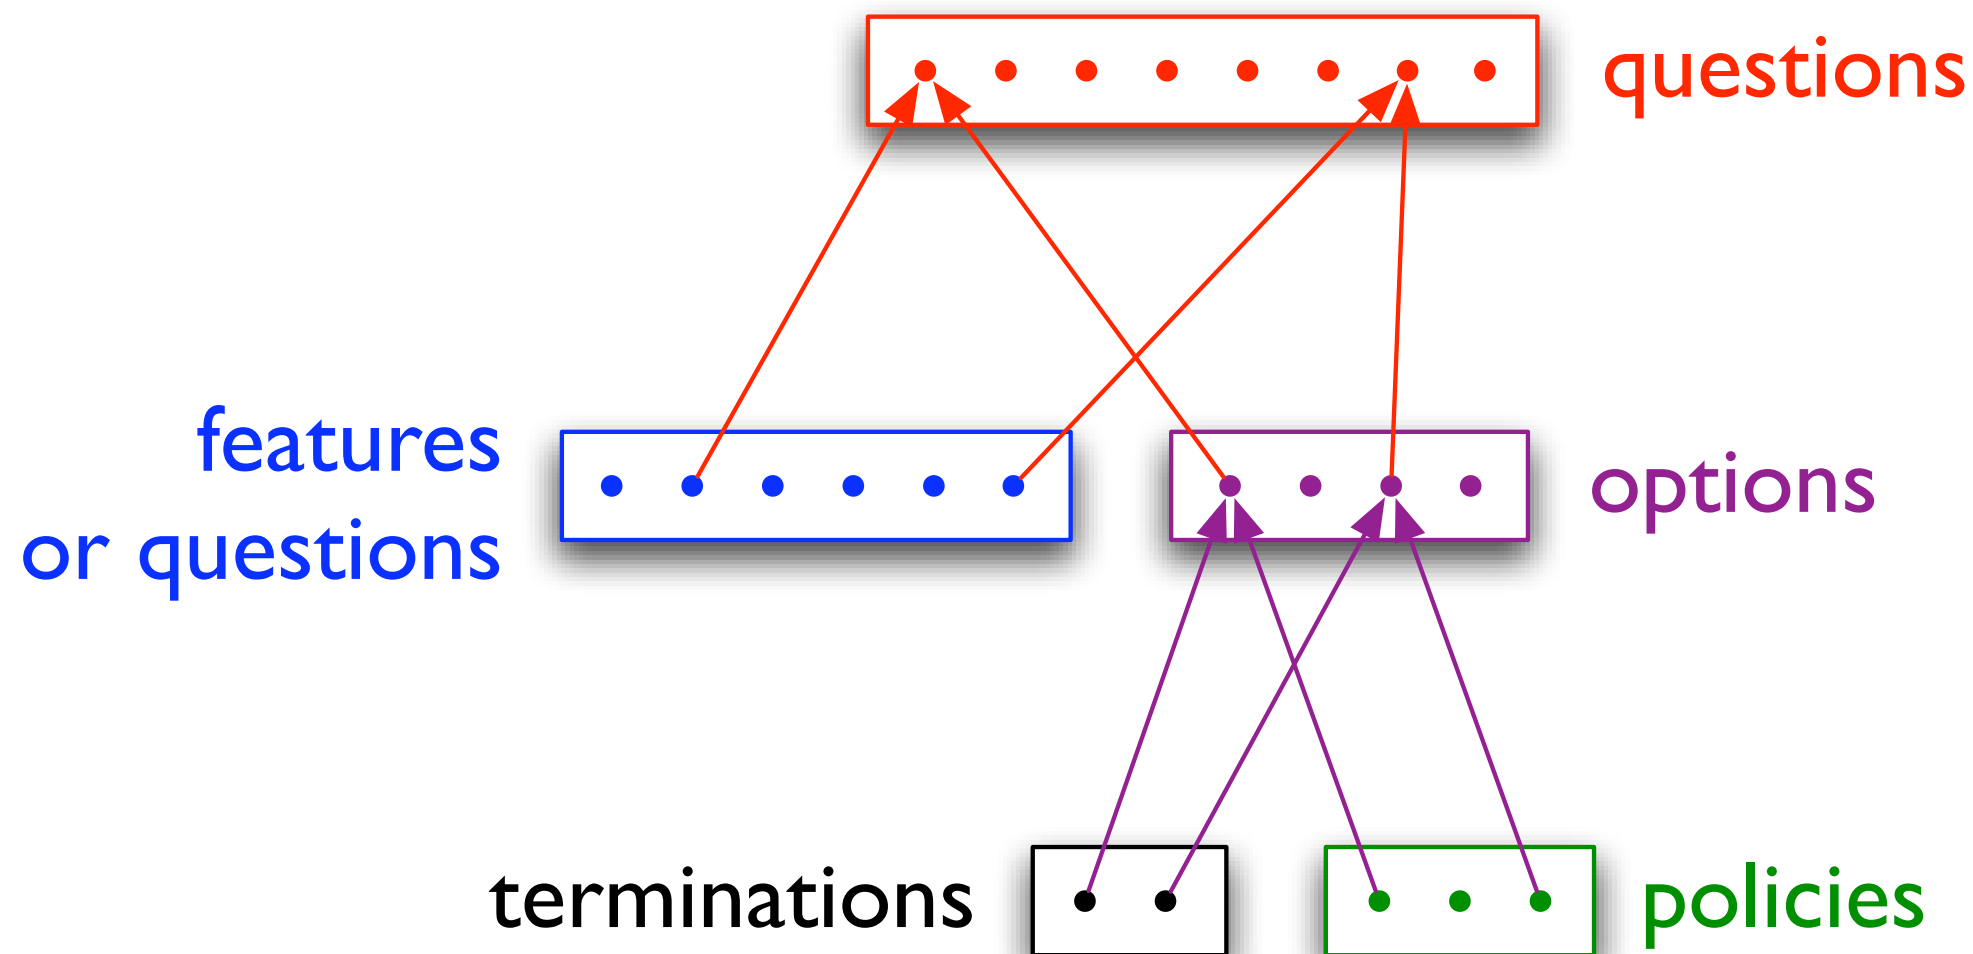 questions
features
or questions
options
terminations
policies